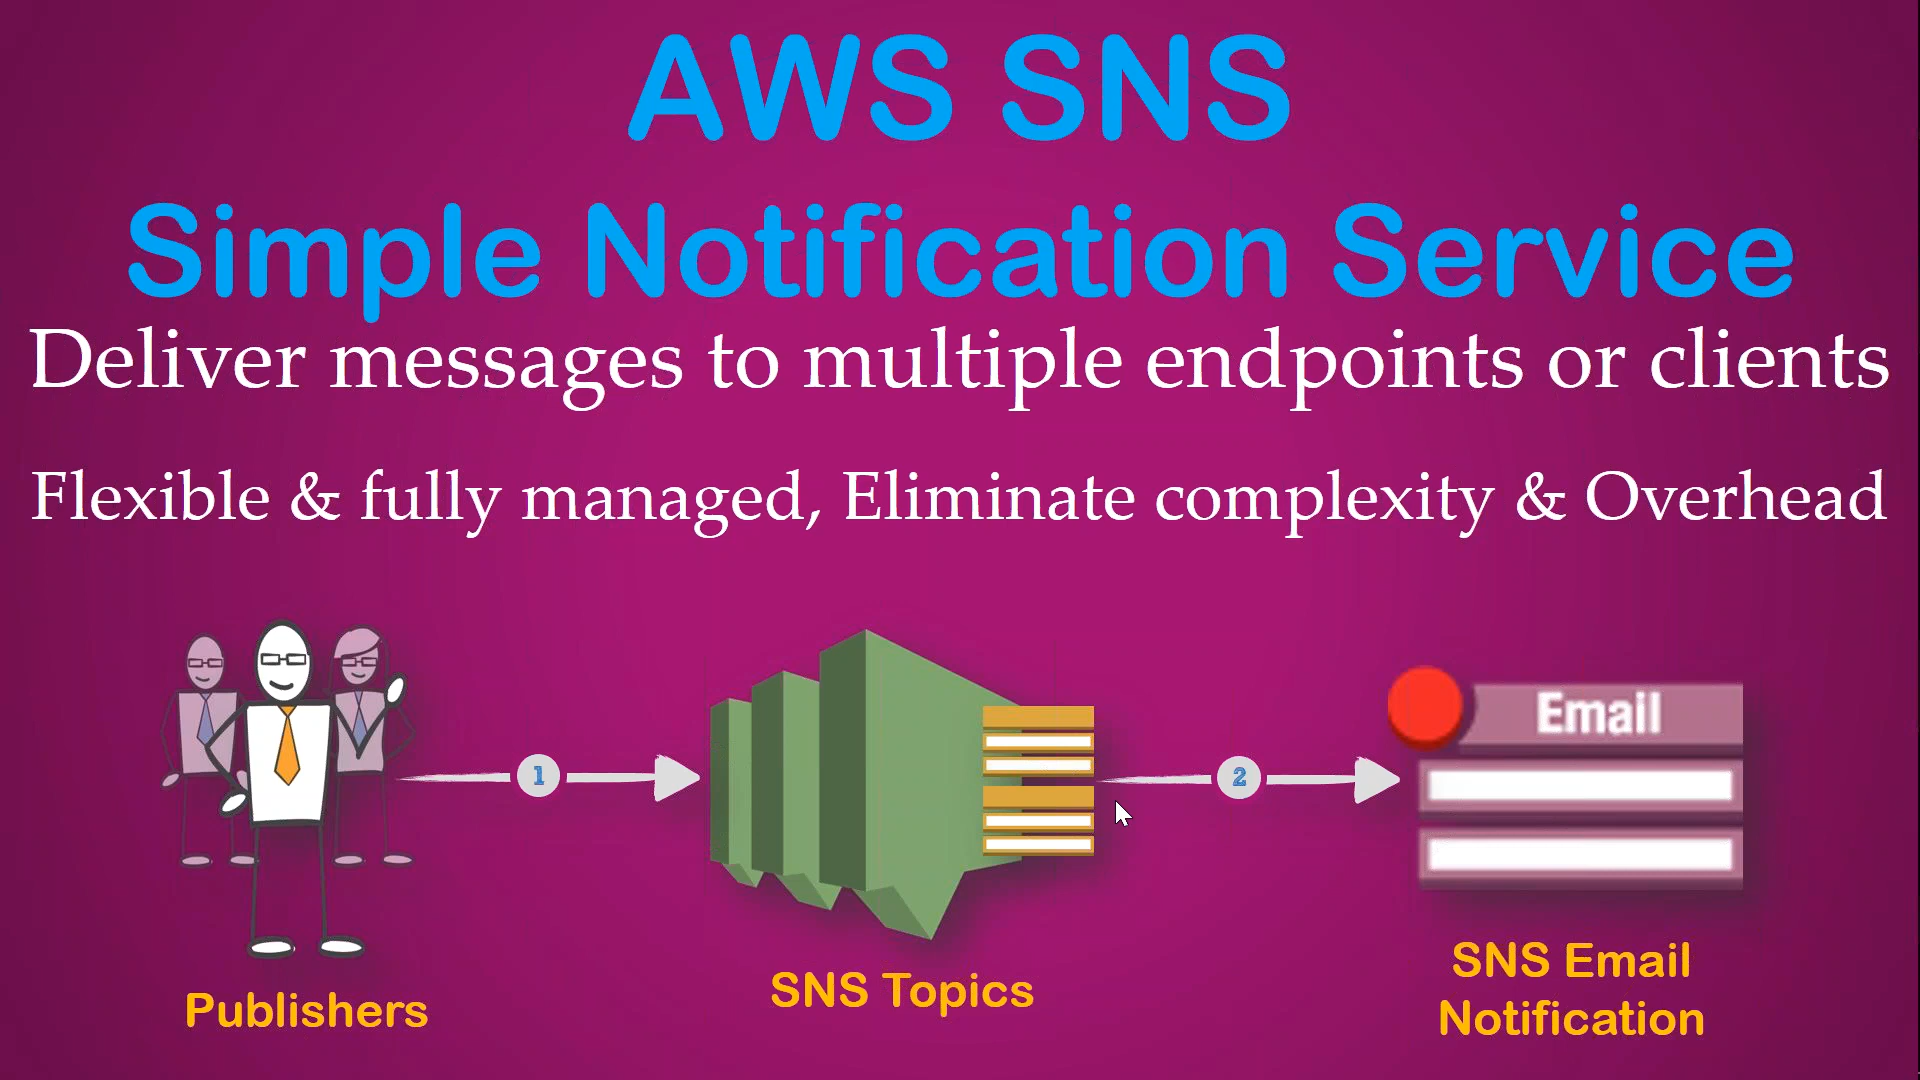 AWS SNS
Simple Notification Service
Deliver messages to multiple endpoints or clients
Flexible & fully managed, Eliminate complexity & Overhead
1
2
Email
Publishers
SNS Topics
SNS Email
Notification